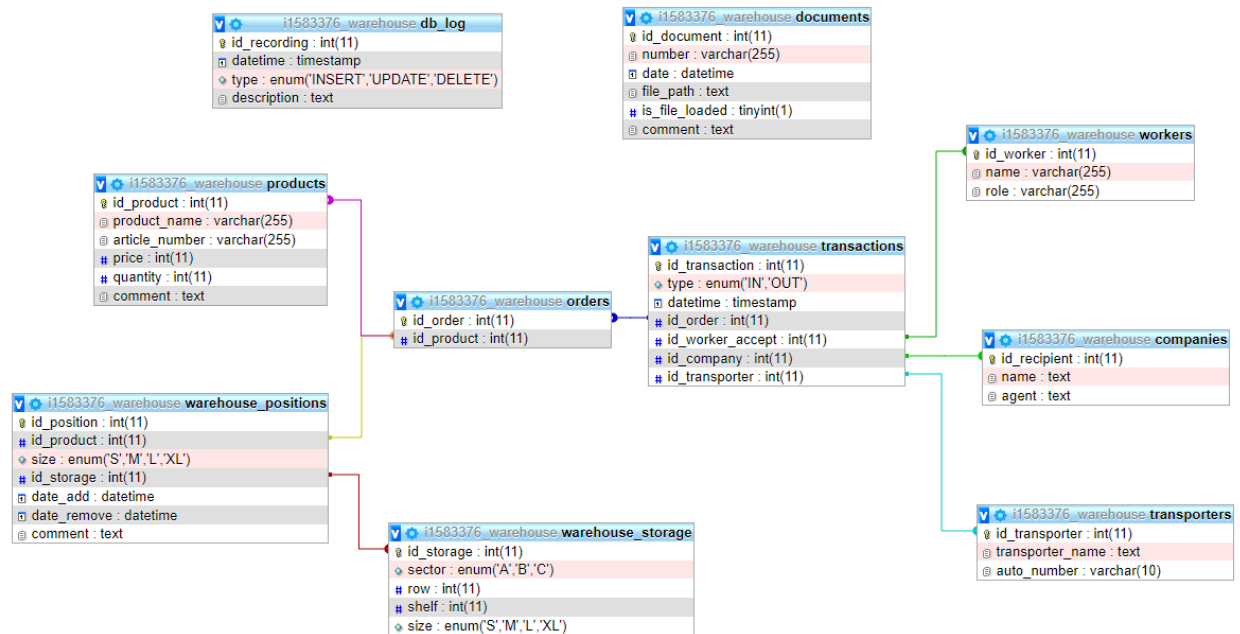 i1583376_warehouse db_log
id_recording : int(11)
datetime : timestamp
type : enum('INSERT','UPDATE','DELETE')
description : text
i1583376_warehouse documents
id_document : int(11)
number : varchar(255)
date : datetime
file_path : text
is_file_loaded : tinyint(1)
comment : text
i1583376_warehouse workers
id_worker : int(11)
name : varchar(255)
role : varchar(255)
i1583376_warehouse products
id_product : int(11)
product_name : varchar(255)
article_number : varchar(255)
price : int(11)
quantity : int(11)
comment : text
i1583376_warehouse transactions
id_transaction : int(11)
type : enum('IN','OUT')
datetime : timestamp
id_order : int(11)
id_worker_accept : int(11)
id_company : int(11)
id_transporter : int(11)
i1583376_warehouse orders
id_order : int(11)
id_product : int(11)
i1583376_warehouse companies
id_recipient : int(11)
name : text
agent : text
i1583376_warehouse warehouse_positions
id_position : int(11)
id_product : int(11)
size : enum('S','M','L','XL')
id_storage : int(11)
date_add : datetime
date_remove : datetime
comment : text
i1583376_warehouse warehouse_storage
id_storage : int(11)
sector : enum('A','B','C')
row : int(11)
shelf : int(11)
size : enum('S','M','L','XL')
i1583376_warehouse transporters
id_transporter : int(11)
transporter_name : text
auto_number : varchar(10)